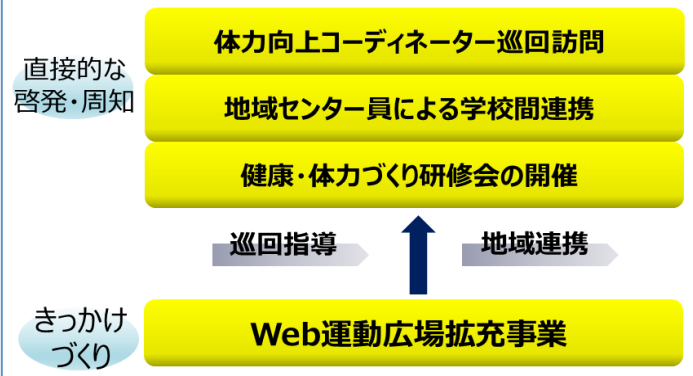 体力向上コーディネーター巡回訪問
直接的な
啓発・周知
地域センター員による学校間連携
健康・体力づくり研修会の開催
巡回指導
地域連携
きっかけ
づくり
Web運動広場拡充事業